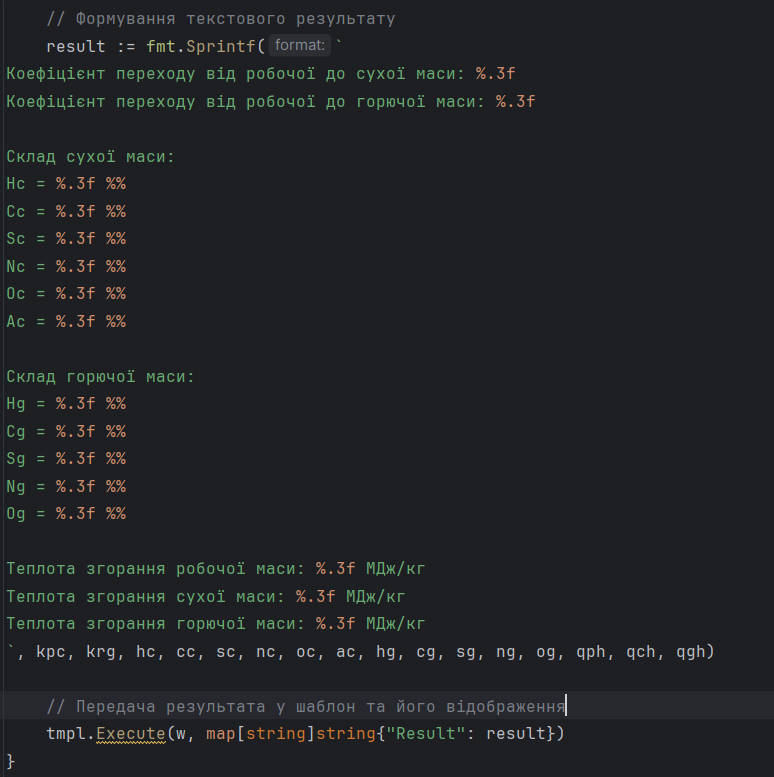 // Формування текстового результату
result := fmt.Sprintf( format: `
Коефіцієнт переходу від робочої до сухої маси: %.3f
Коефіцієнт переходу від робочої до горючої маси: %.3f
Склад сухої маси:
Hc = %.3f %%
Cc = %.3f %%
Sc = %.3f %%
Nc = %.3f %%
Oc = %.3f %%
Ac = %.3f %%
Склад горючої маси:
Hg = %.3f %%
Cg = %.3f %%
Sg = %.3f %%
Ng = %.3f %%
Og = %.3f %%
Теплота згорання робочої маси: %.3f МДж/кг
Теплота згорання сухої маси: %.3f МДж/кг
Теплота згорання горючої маси: %.3f МДж/кг
`, kpc, krg, hc, cc, sc, nc, oc, ac, hg, cg, sg, ng, og, qph, qch, qgh)
// Передача результата у шаблон та його відображення
tmpl.Execute(w, map[string]string{"Result": result})
}